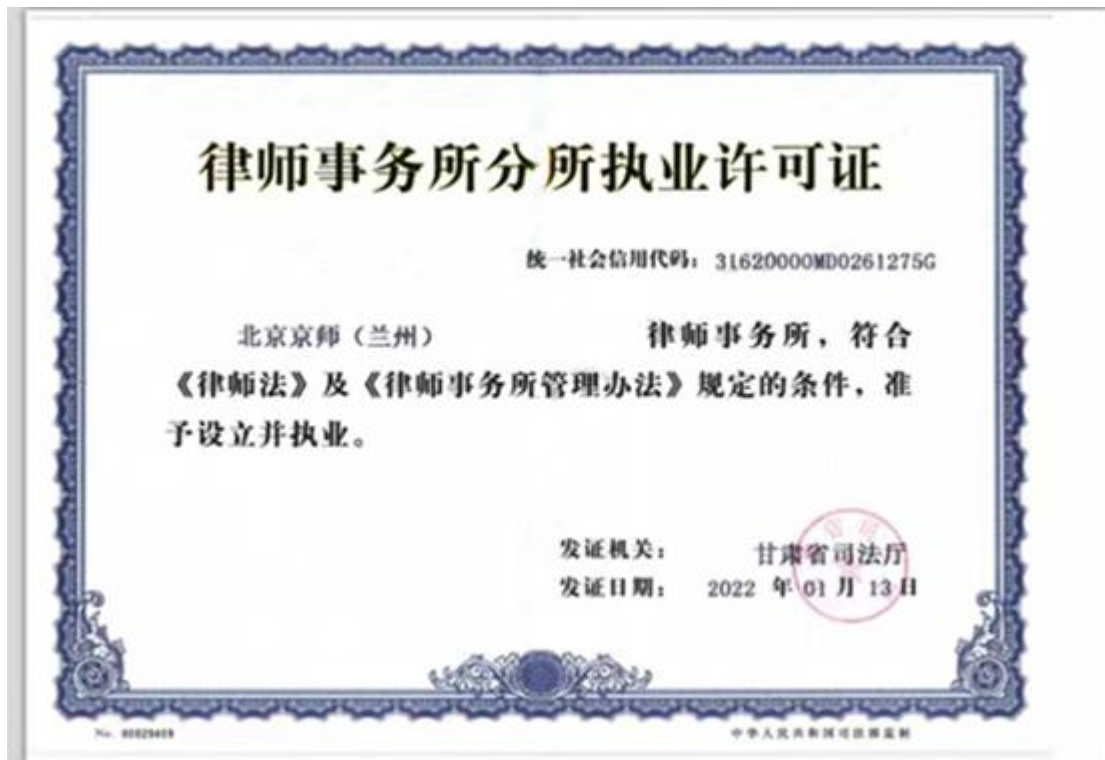 律师事务所分所执业许可证
统一社会信用代码：31620000MD0261275G
北京京师（兰州） 律师事务所，符合
《律师法》及《律师事务所管理办法》规定的条件，准
予设立并执业。
发证机关： 甘肃省司法厅
发证日期： 2022 年 01 月 13 日
No.
中华人民共和国司法部监制